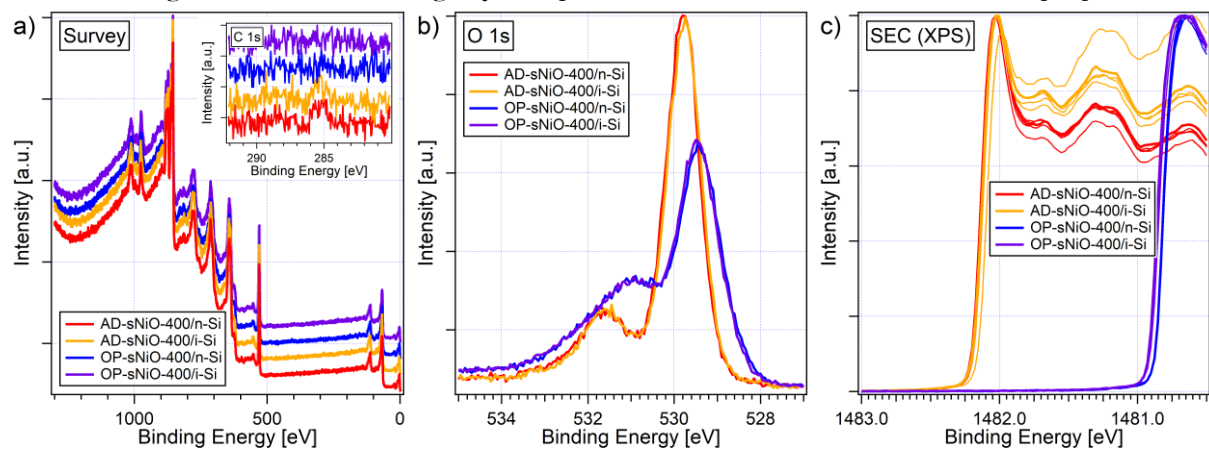 a)
Survey
C 1s
Intensity [a.u.]
290
285
Binding Energy [eV]
Intensity [a.u.]
AD-sNiO-400/n-Si
AD-sNiO-400/i-Si
OP-sNiO-400/n-Si
OP-sNiO-400/i-Si
1000
500
0
Binding Energy [eV]
b)
O 1s
AD-sNiO-400/n-Si
AD-sNiO-400/i-Si
OP-sNiO-400/n-Si
OP-sNiO-400/i-Si
Intensity [a.u.]
534
532
530
528
Binding Energy [eV]
c)
SEC (XPS)
AD-sNiO-400/n-Si
AD-sNiO-400/i-Si
OP-sNiO-400/n-Si
OP-sNiO-400/i-Si
Intensity [a.u.]
1483.0
1482.0
1481.0
Binding Energy [eV]